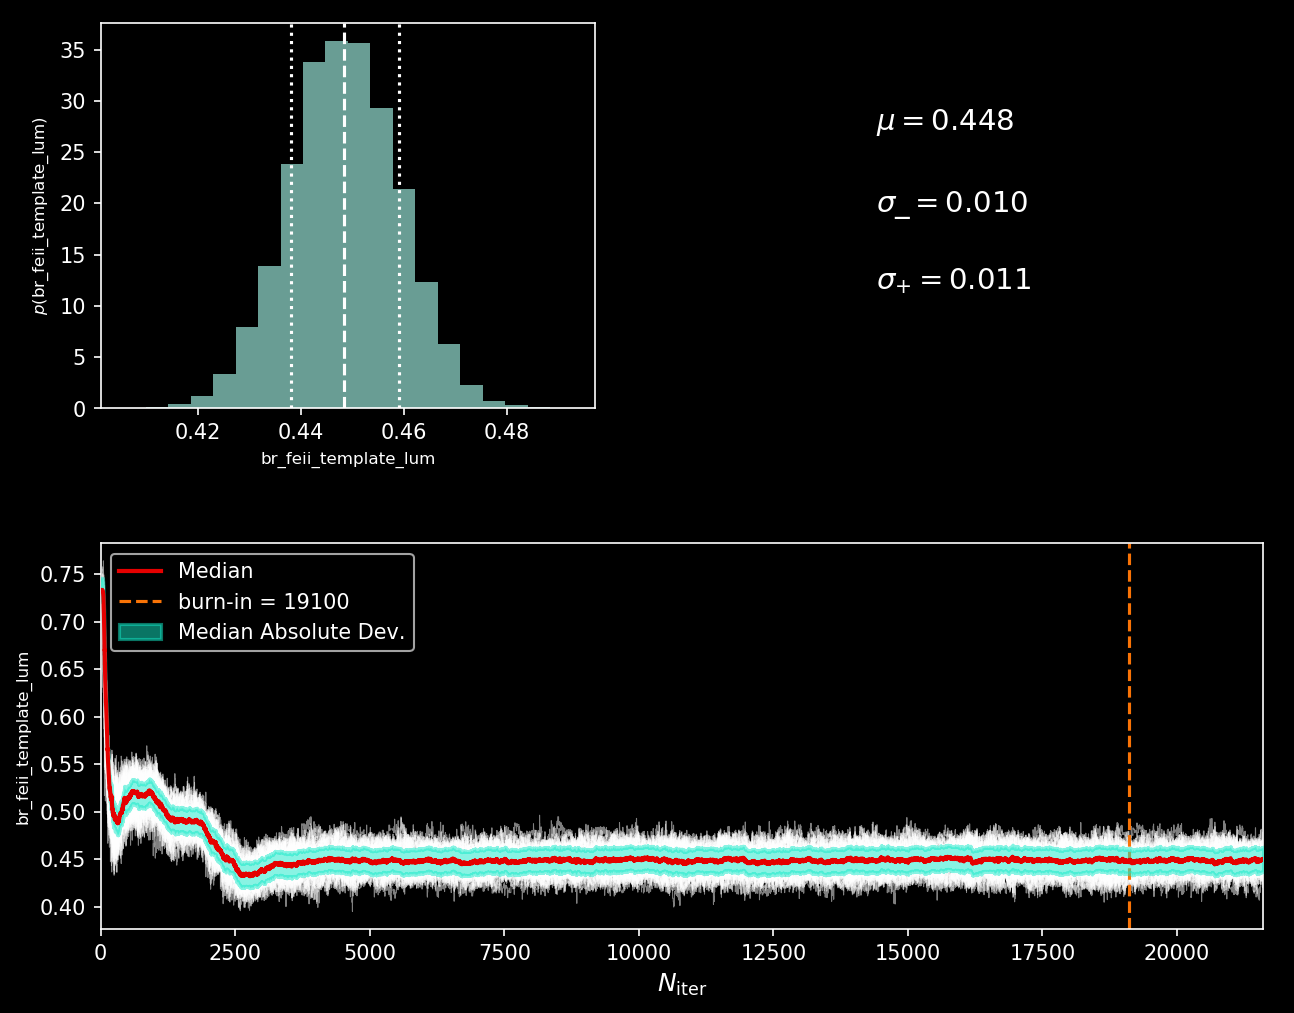 35
30
25
20
15
10
5
0
p(br_feii_template_lum)
0.42 0.44 0.46 0.48
br_feii_template_lum
μ = 0.448
σ₋ = 0.010
σ₊ = 0.011
0.75
0.70
0.65
0.60
0.55
0.50
0.45
0.40
br_feii_template_lum
Median
burn-in = 19100
Median Absolute Dev.
0 2500 5000 7500 10000 12500 15000 17500 20000
N_iter